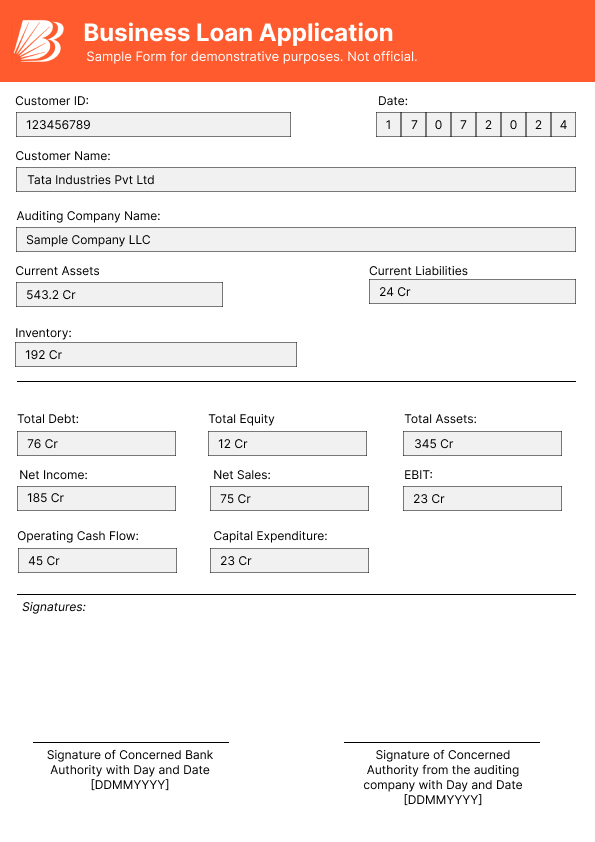 Business Loan Application
Sample Form for demonstrative purposes. Not official.
Customer ID:
Date:
123456789
1 7 0 7 2 0 2 4
Customer Name:
Tata Industries Pvt Ltd
Auditing Company Name:
Sample Company LLC
Current Assets
Current Liabilities
543.2 Cr
24 Cr
Inventory:
192 Cr
Total Debt:
Total Equity
Total Assets:
76 Cr
12 Cr
345 Cr
Net Income:
Net Sales:
EBIT:
185 Cr
75 Cr
23 Cr
Operating Cash Flow:
Capital Expenditure:
45 Cr
23 Cr
Signatures:
Signature of Concerned Bank
Authority with Day and Date
[DDMMYYYY]
Signature of Concerned
Authority from the auditing
company with Day and Date
[DDMMYYYY]